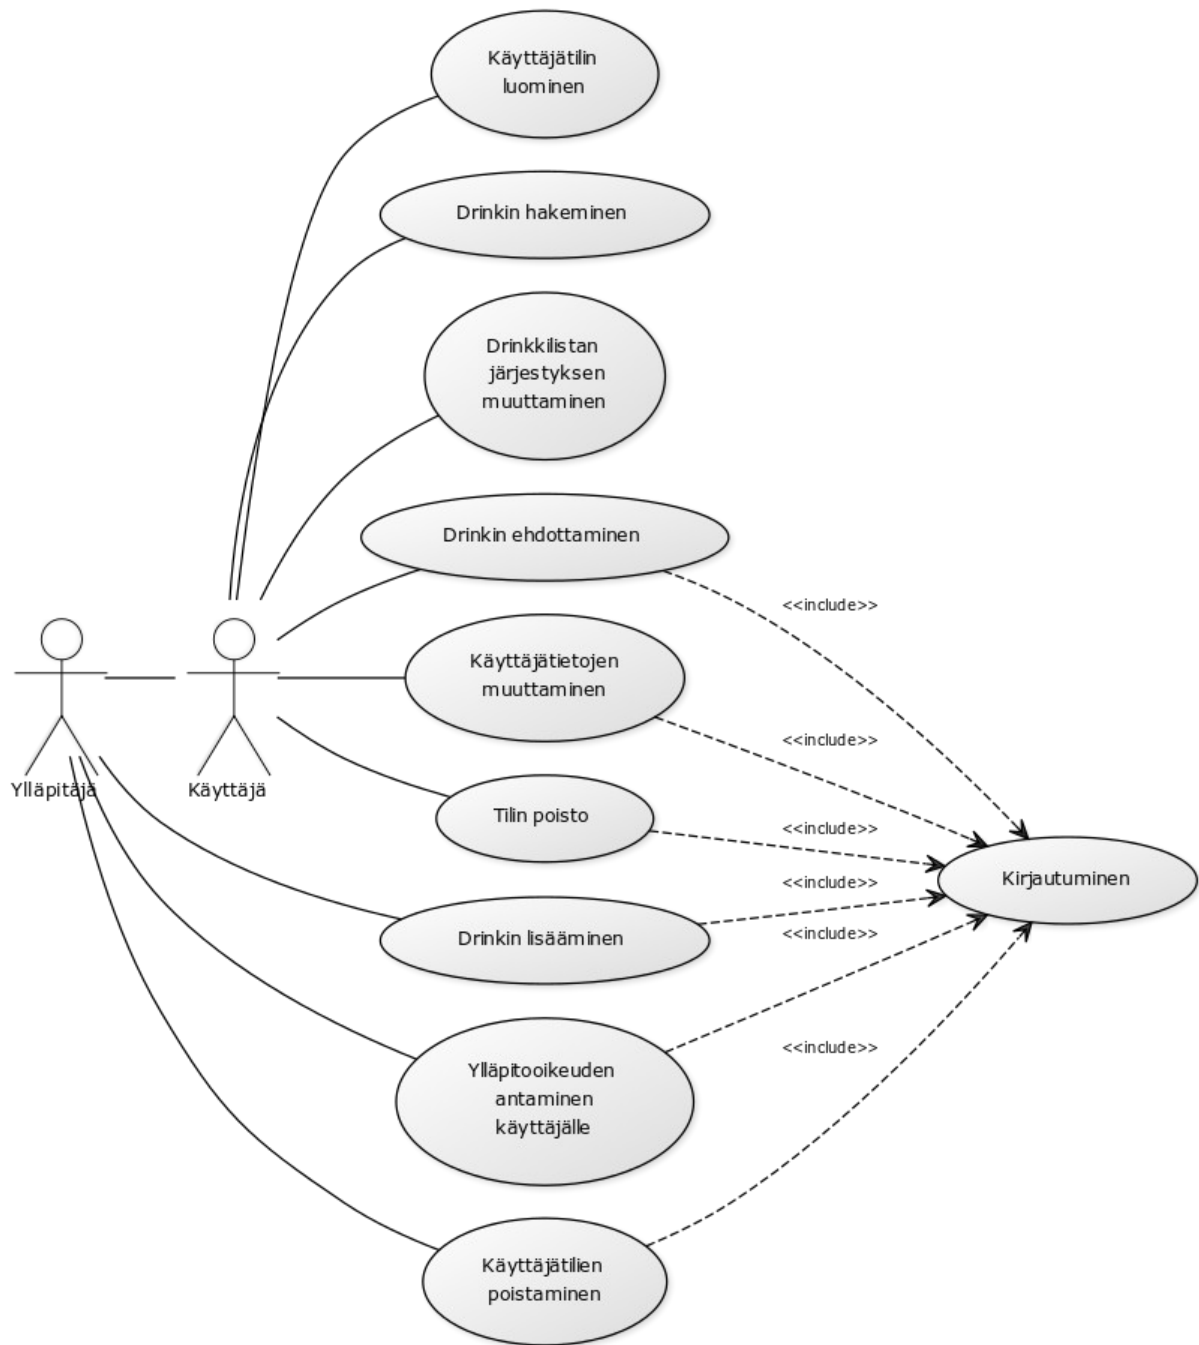 Käyttäjätilin
luominen
Drinkin hakeminen
Drinkkilistan
järjestyksen
muuttaminen
Drinkin ehdottaminen
<<include>>
Käyttäjätietojen
muuttaminen
<<include>>
Ylläpitäjä
Käyttäjä
Tilin poisto
<<include>>
Kirjautuminen
<<include>>
Drinkin lisääminen
<<include>>
Ylläpitooikeuden
antaminen
käyttäjälle
<<include>>
Käyttäjätilien
poistaminen